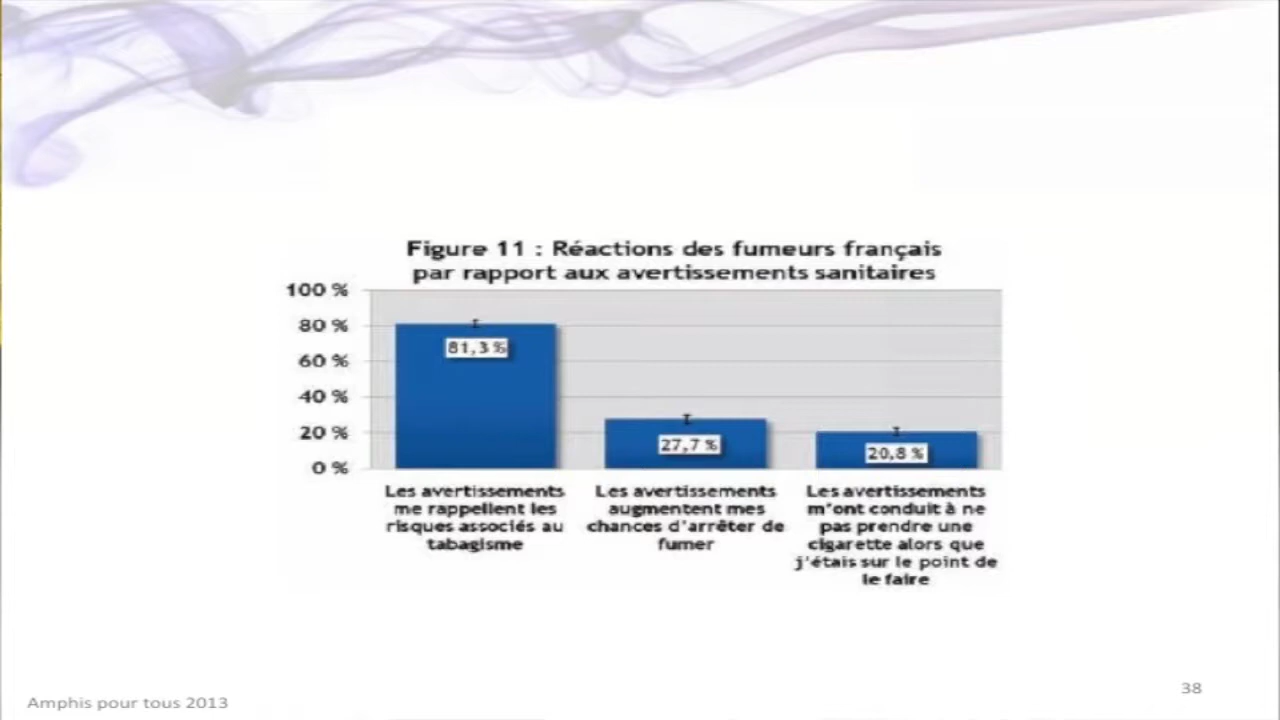 Figure 11 : Réactions des fumeurs français
par rapport aux avertissements sanitaires
100 %
80 %
60 %
40 %
20 %
0 %
81,3 %
27,7 %
20,8 %
Les avertissements
me rappellent les
risques associés au
tabagisme
Les avertissements
augmentent mes
chances d'arrêter de
fumer
Les avertissements
m'ont conduit à ne
pas prendre une
cigarette alors que
j'étais sur le point de
le faire
Amphis pour tous 2013
38